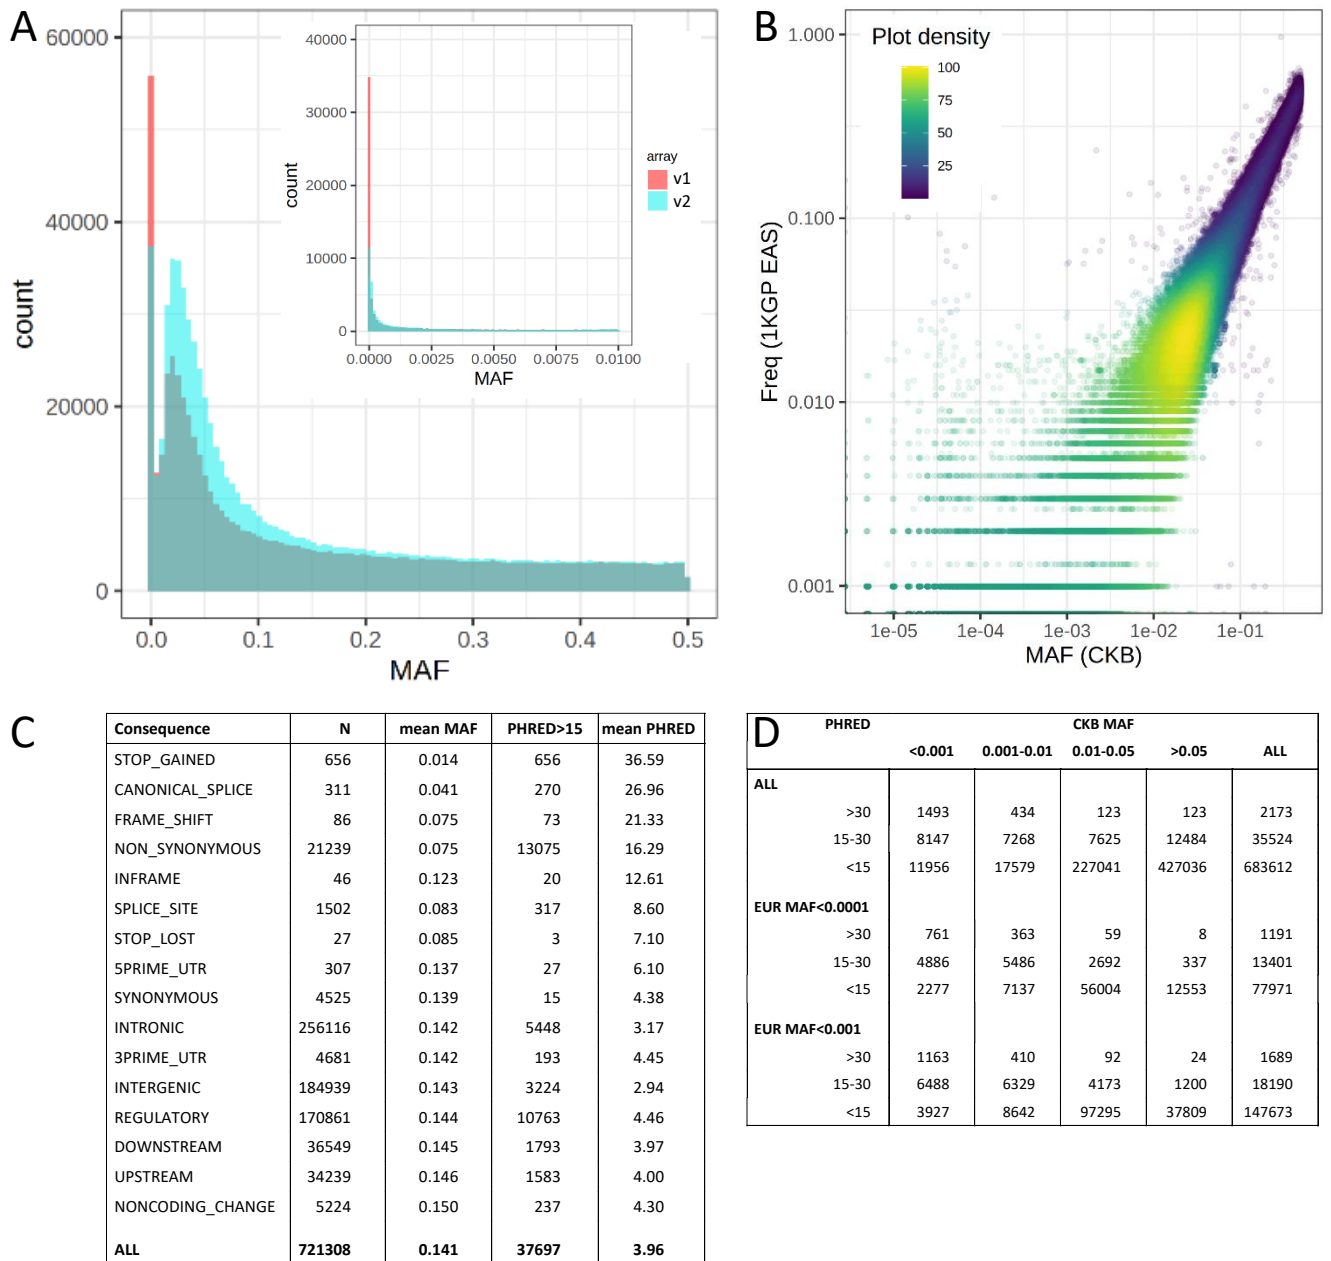 A
60000
40000
20000
0
count
0.0
0.1
0.2
0.3
0.4
0.5
MAF
40000
30000
20000
10000
0
count
0.0000
0.0025
0.0050
0.0075
0.0100
MAF
array
v1
v2
B
1.000
0.100
0.010
0.001
Freq (1KGP EAS)
Plot density
100
75
50
25
1e-05
1e-04
1e-03
1e-02
1e-01
MAF (CKB)
C
Consequence N mean MAF PHRED>15 mean PHRED
STOP_GAINED 656 0.014 656 36.59
CANONICAL_SPLICE 311 0.041 270 26.96
FRAME_SHIFT 86 0.075 73 21.33
NON_SYNONYMOUS 21239 0.075 13075 16.29
INFRAME 46 0.123 20 12.61
SPLICE_SITE 1502 0.083 317 8.60
STOP_LOST 27 0.085 3 7.10
5PRIME_UTR 307 0.137 27 6.10
SYNONYMOUS 4525 0.139 15 4.38
INTRONIC 256116 0.142 5448 3.17
3PRIME_UTR 4681 0.142 193 4.45
INTERGENIC 184939 0.143 3224 2.94
REGULATORY 170861 0.144 10763 4.46
DOWNSTREAM 36549 0.145 1793 3.97
UPSTREAM 34239 0.146 1583 4.00
NONCODING_CHANGE 5224 0.150 237 4.30
ALL 721308 0.141 37697 3.96
D
PHRED CKB MAF
<0.001 0.001-0.01 0.01-0.05 >0.05 ALL
ALL
>30 1493 434 123 123 2173
15-30 8147 7268 7625 12484 35524
<15 11956 17579 227041 427036 683612
EUR MAF<0.0001
>30 761 363 59 8 1191
15-30 4886 5486 2692 337 13401
<15 2277 7137 56004 12553 77971
EUR MAF<0.001
>30 1163 410 92 24 1689
15-30 6488 6329 4173 1200 18190
<15 3927 8642 97295 37809 147673